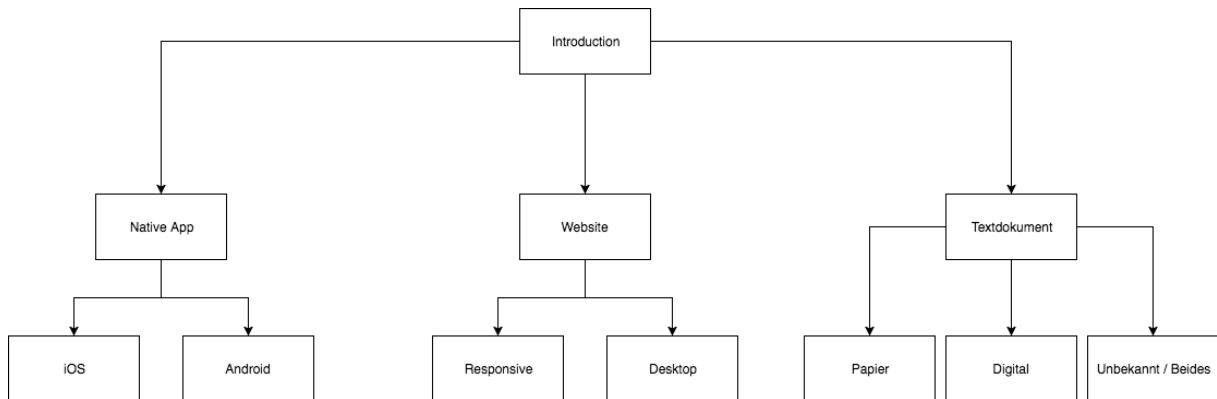 Introduction
Native App
Website
Textdokument
iOS
Android
Responsive
Desktop
Papier
Digital
Unbekannt / Beides